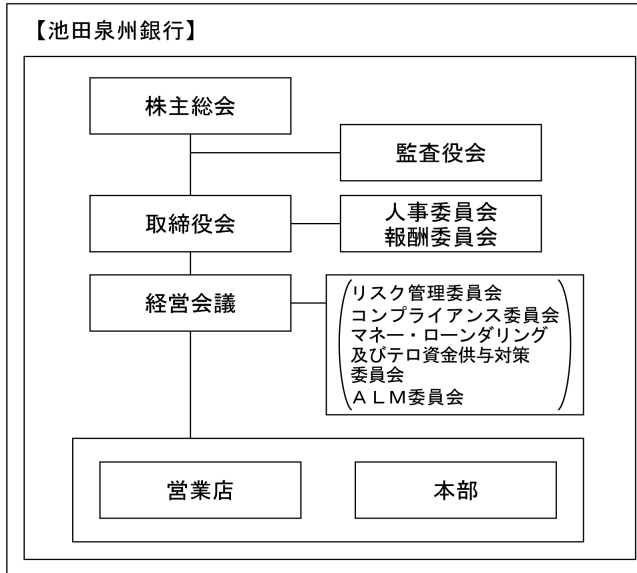 【池田泉州銀行】
株主総会
監査役会
取締役会
人事委員会
報酬委員会
経営会議
リスク管理委員会
コンプライアンス委員会
マネー・ローンダリング
及びテロ資金供与対策
委員会
ＡＬＭ委員会
営業店
本部